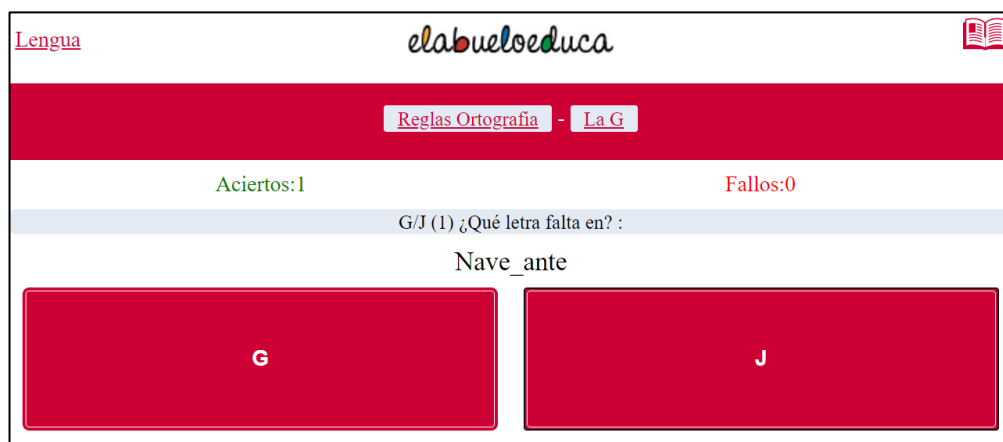 Lengua
elabueloeduca
Reglas Ortografía - La G
Aciertos:1 Fallos:0
G/J (1) ¿Qué letra falta en? :
Nave_ante
G J